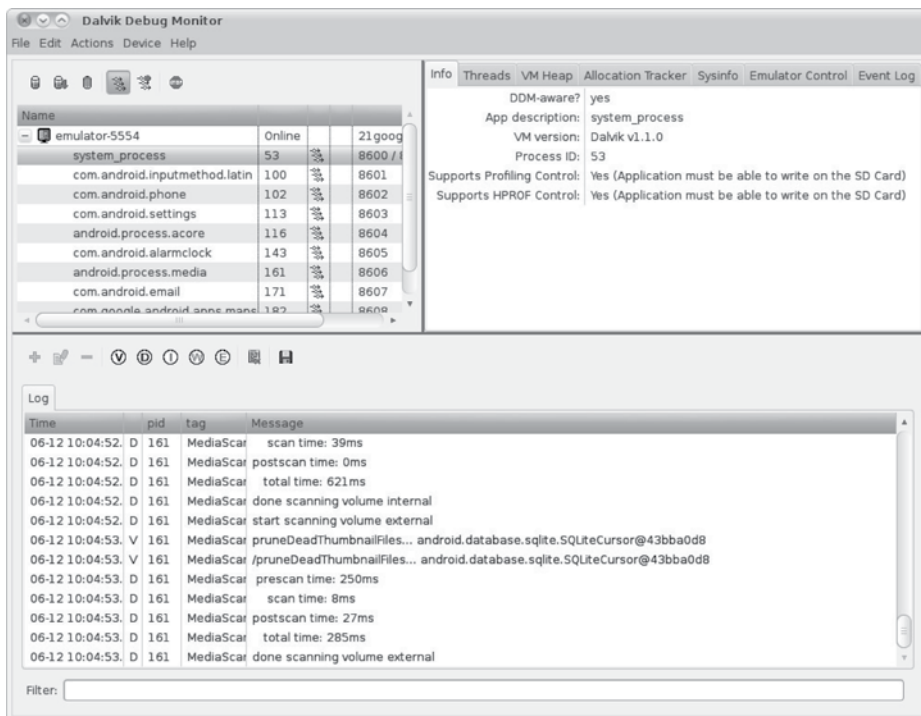 Dalvik Debug Monitor
File Edit Actions Device Help
Name
emulator-5554 Online 21goog
system_process 53 8600 / 8
com.android.inputmethod.latin 100 8601
com.android.phone 102 8602
com.android.settings 113 8603
android.process.acore 116 8604
com.android.alarmclock 143 8605
android.process.media 161 8606
com.android.email 171 8607
com.google.android.apps.maps 182 8608
Info Threads VM Heap Allocation Tracker Sysinfo Emulator Control Event Log
DDM-aware? yes
App description: system_process
VM version: Dalvik v1.1.0
Process ID: 53
Supports Profiling Control: Yes (Application must be able to write on the SD Card)
Supports HPROF Control: Yes (Application must be able to write on the SD Card)
V D I W E
Log
Time pid tag Message
06-12 10:04:52. D 161 MediaScar scan time: 39ms
06-12 10:04:52. D 161 MediaScar postscan time: 0ms
06-12 10:04:52. D 161 MediaScar total time: 621ms
06-12 10:04:52. D 161 MediaScar done scanning volume internal
06-12 10:04:52. D 161 MediaScar start scanning volume external
06-12 10:04:53. V 161 MediaScar pruneDeadThumbnailFiles... android.database.sqlite.SQLiteCursor@43bba0d8
06-12 10:04:53. V 161 MediaScar /pruneDeadThumbnailFiles... android.database.sqlite.SQLiteCursor@43bba0d8
06-12 10:04:53. D 161 MediaScar prescan time: 250ms
06-12 10:04:53. D 161 MediaScar scan time: 8ms
06-12 10:04:53. D 161 MediaScar postscan time: 27ms
06-12 10:04:53. D 161 MediaScar total time: 285ms
06-12 10:04:53. D 161 MediaScar done scanning volume external
Filter: